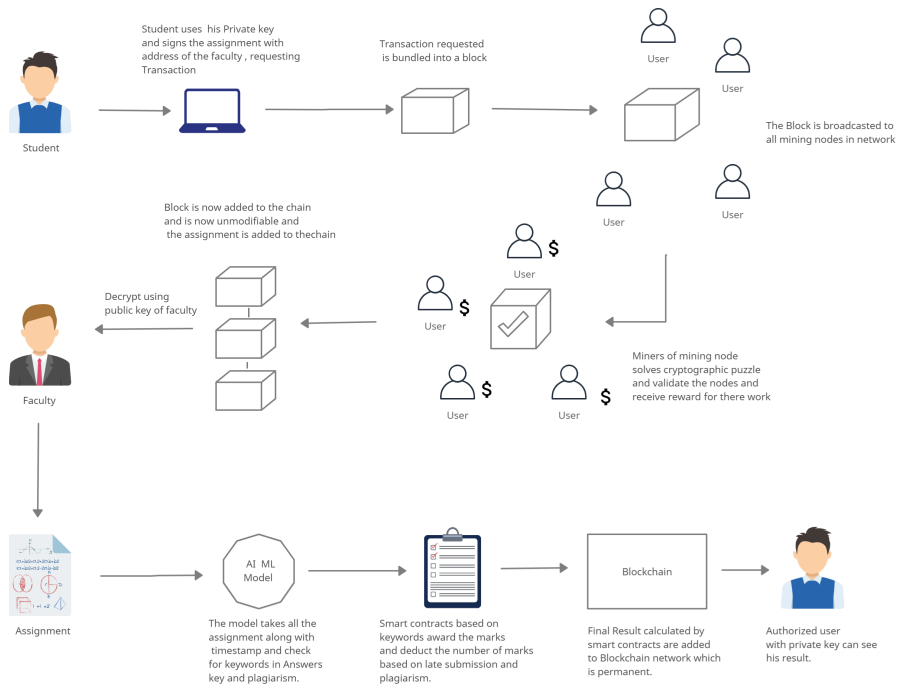 Student uses his Private key
and signs the assignment with
address of the faculty , requesting
Transaction
Transaction requested
is bundled into a block
User
User
The Block is broadcasted to
all mining nodes in network
Student
User
User
Block is now added to the chain
and is now unmodifiable and
the assignment is added to thechain
$
User
Decrypt using
public key of faculty
$
User
Miners of mining node
solves cryptographic puzzle
and validate the nodes and
receive reward for there work
Faculty
$
User
$
User
AI ML
Model
Blockchain
Assignment
The model takes all the
assignment along with
timestamp and check
for keywords in Answers
key and plagiarism.
Smart contracts based on
keywords award the marks
and deduct the number of marks
based on late submission and
plagiarism.
Final Result calculated by
smart contracts are added
to Blockchain network which
is permanent.
Authorized user
with private key can see
his result.